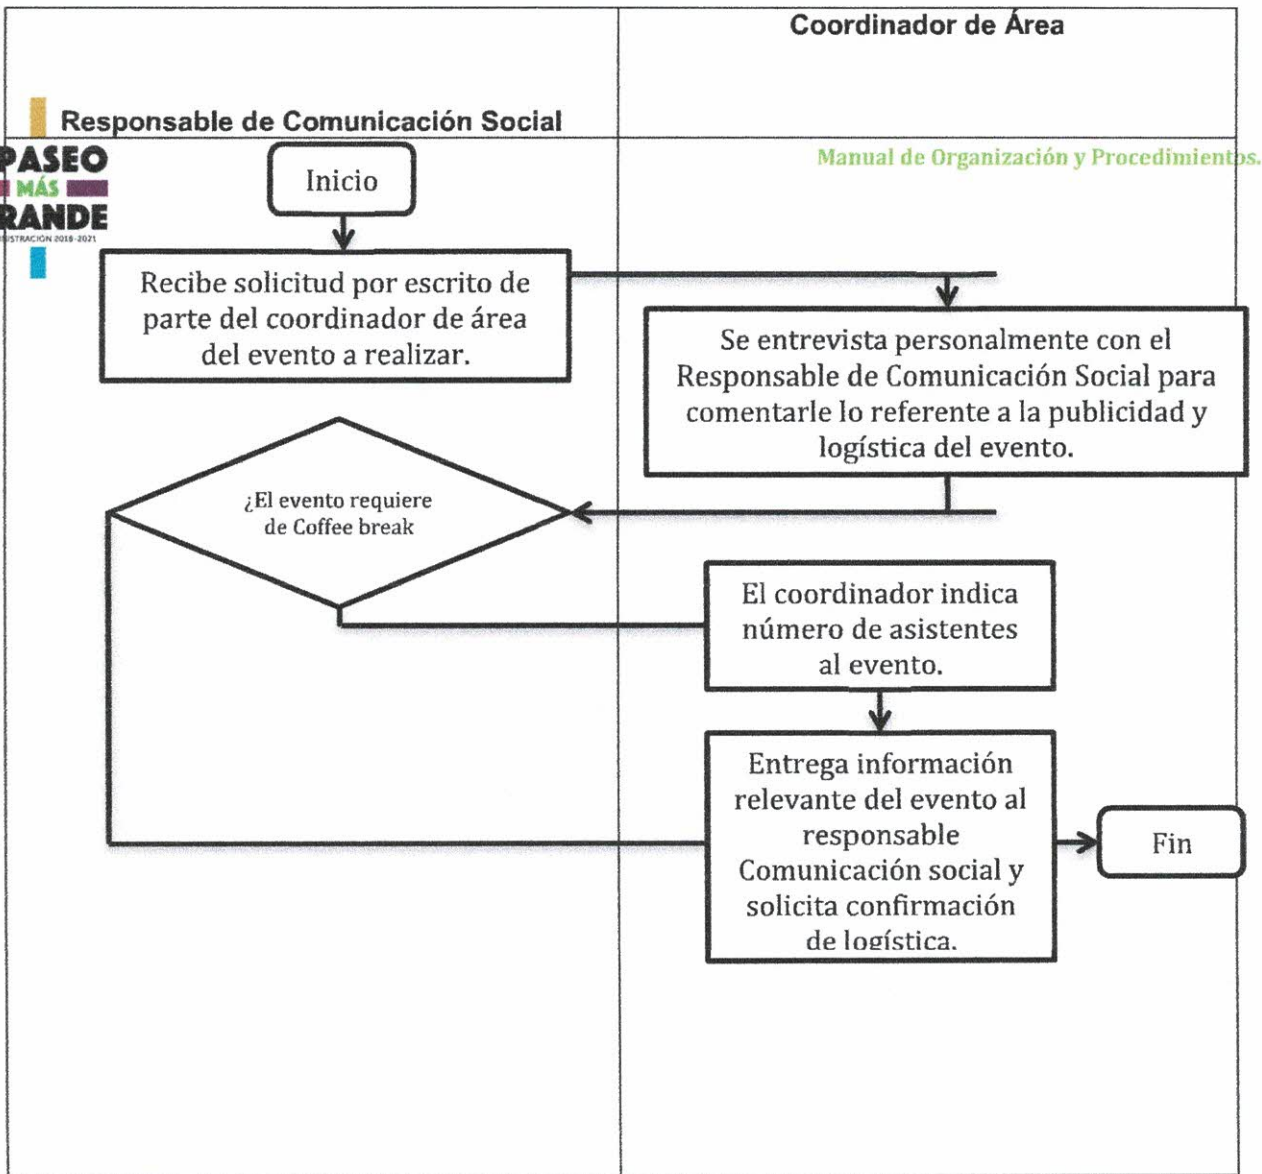 Coordinador de Área
Responsable de Comunicación Social
Manual de Organización y Procedimientos.
PASEO
MÁS
RANDE
ISTRACIÓN 2018-2021
Inicio
Recibe solicitud por escrito de
parte del coordinador de área
del evento a realizar.
Se entrevista personalmente con el
Responsable de Comunicación Social para
comentarle lo referente a la publicidad y
logística del evento.
¿El evento requiere
de Coffee break
El coordinador indica
número de asistentes
al evento.
Entrega información
relevante del evento al
responsable
Comunicación social y
solicita confirmación
de logística.
Fin